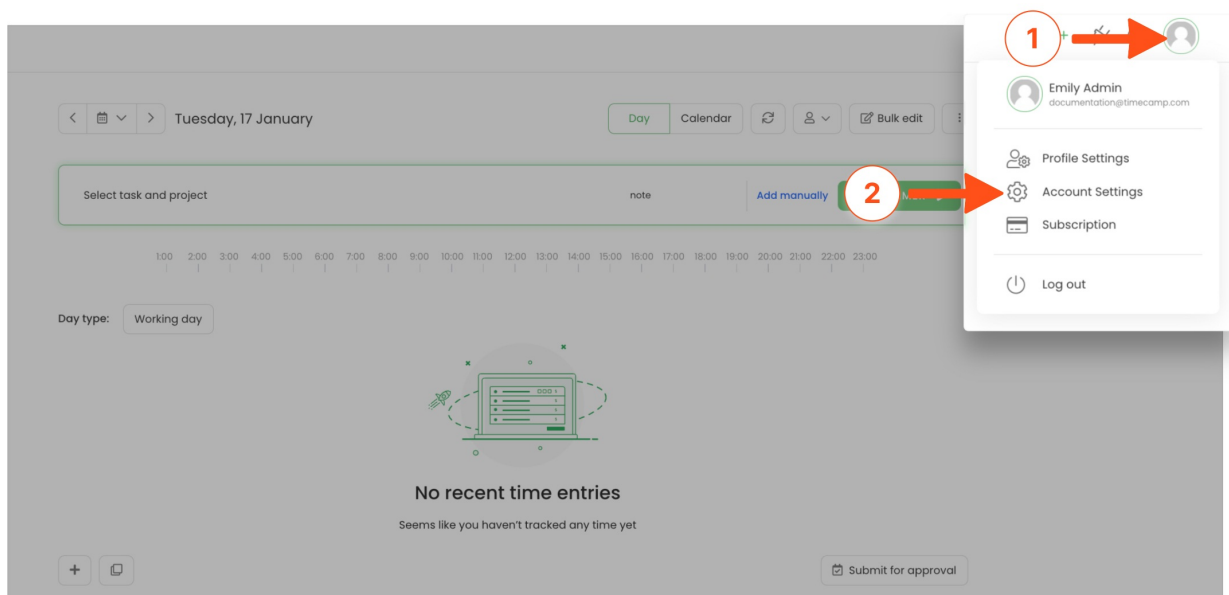 1
Emily Admin
documentation@timecamp.com
Tuesday, 17 January
Day
Calendar
Bulk edit
Profile Settings
Account Settings
Subscription
Log out
Select task and project
note
Add manually
2
1:00 2:00 3:00 4:00 5:00 6:00 7:00 8:00 9:00 10:00 11:00 12:00 13:00 14:00 15:00 16:00 17:00 18:00 19:00 20:00 21:00 22:00 23:00
Day type:
Working day
No recent time entries
Seems like you haven't tracked any time yet
Submit for approval